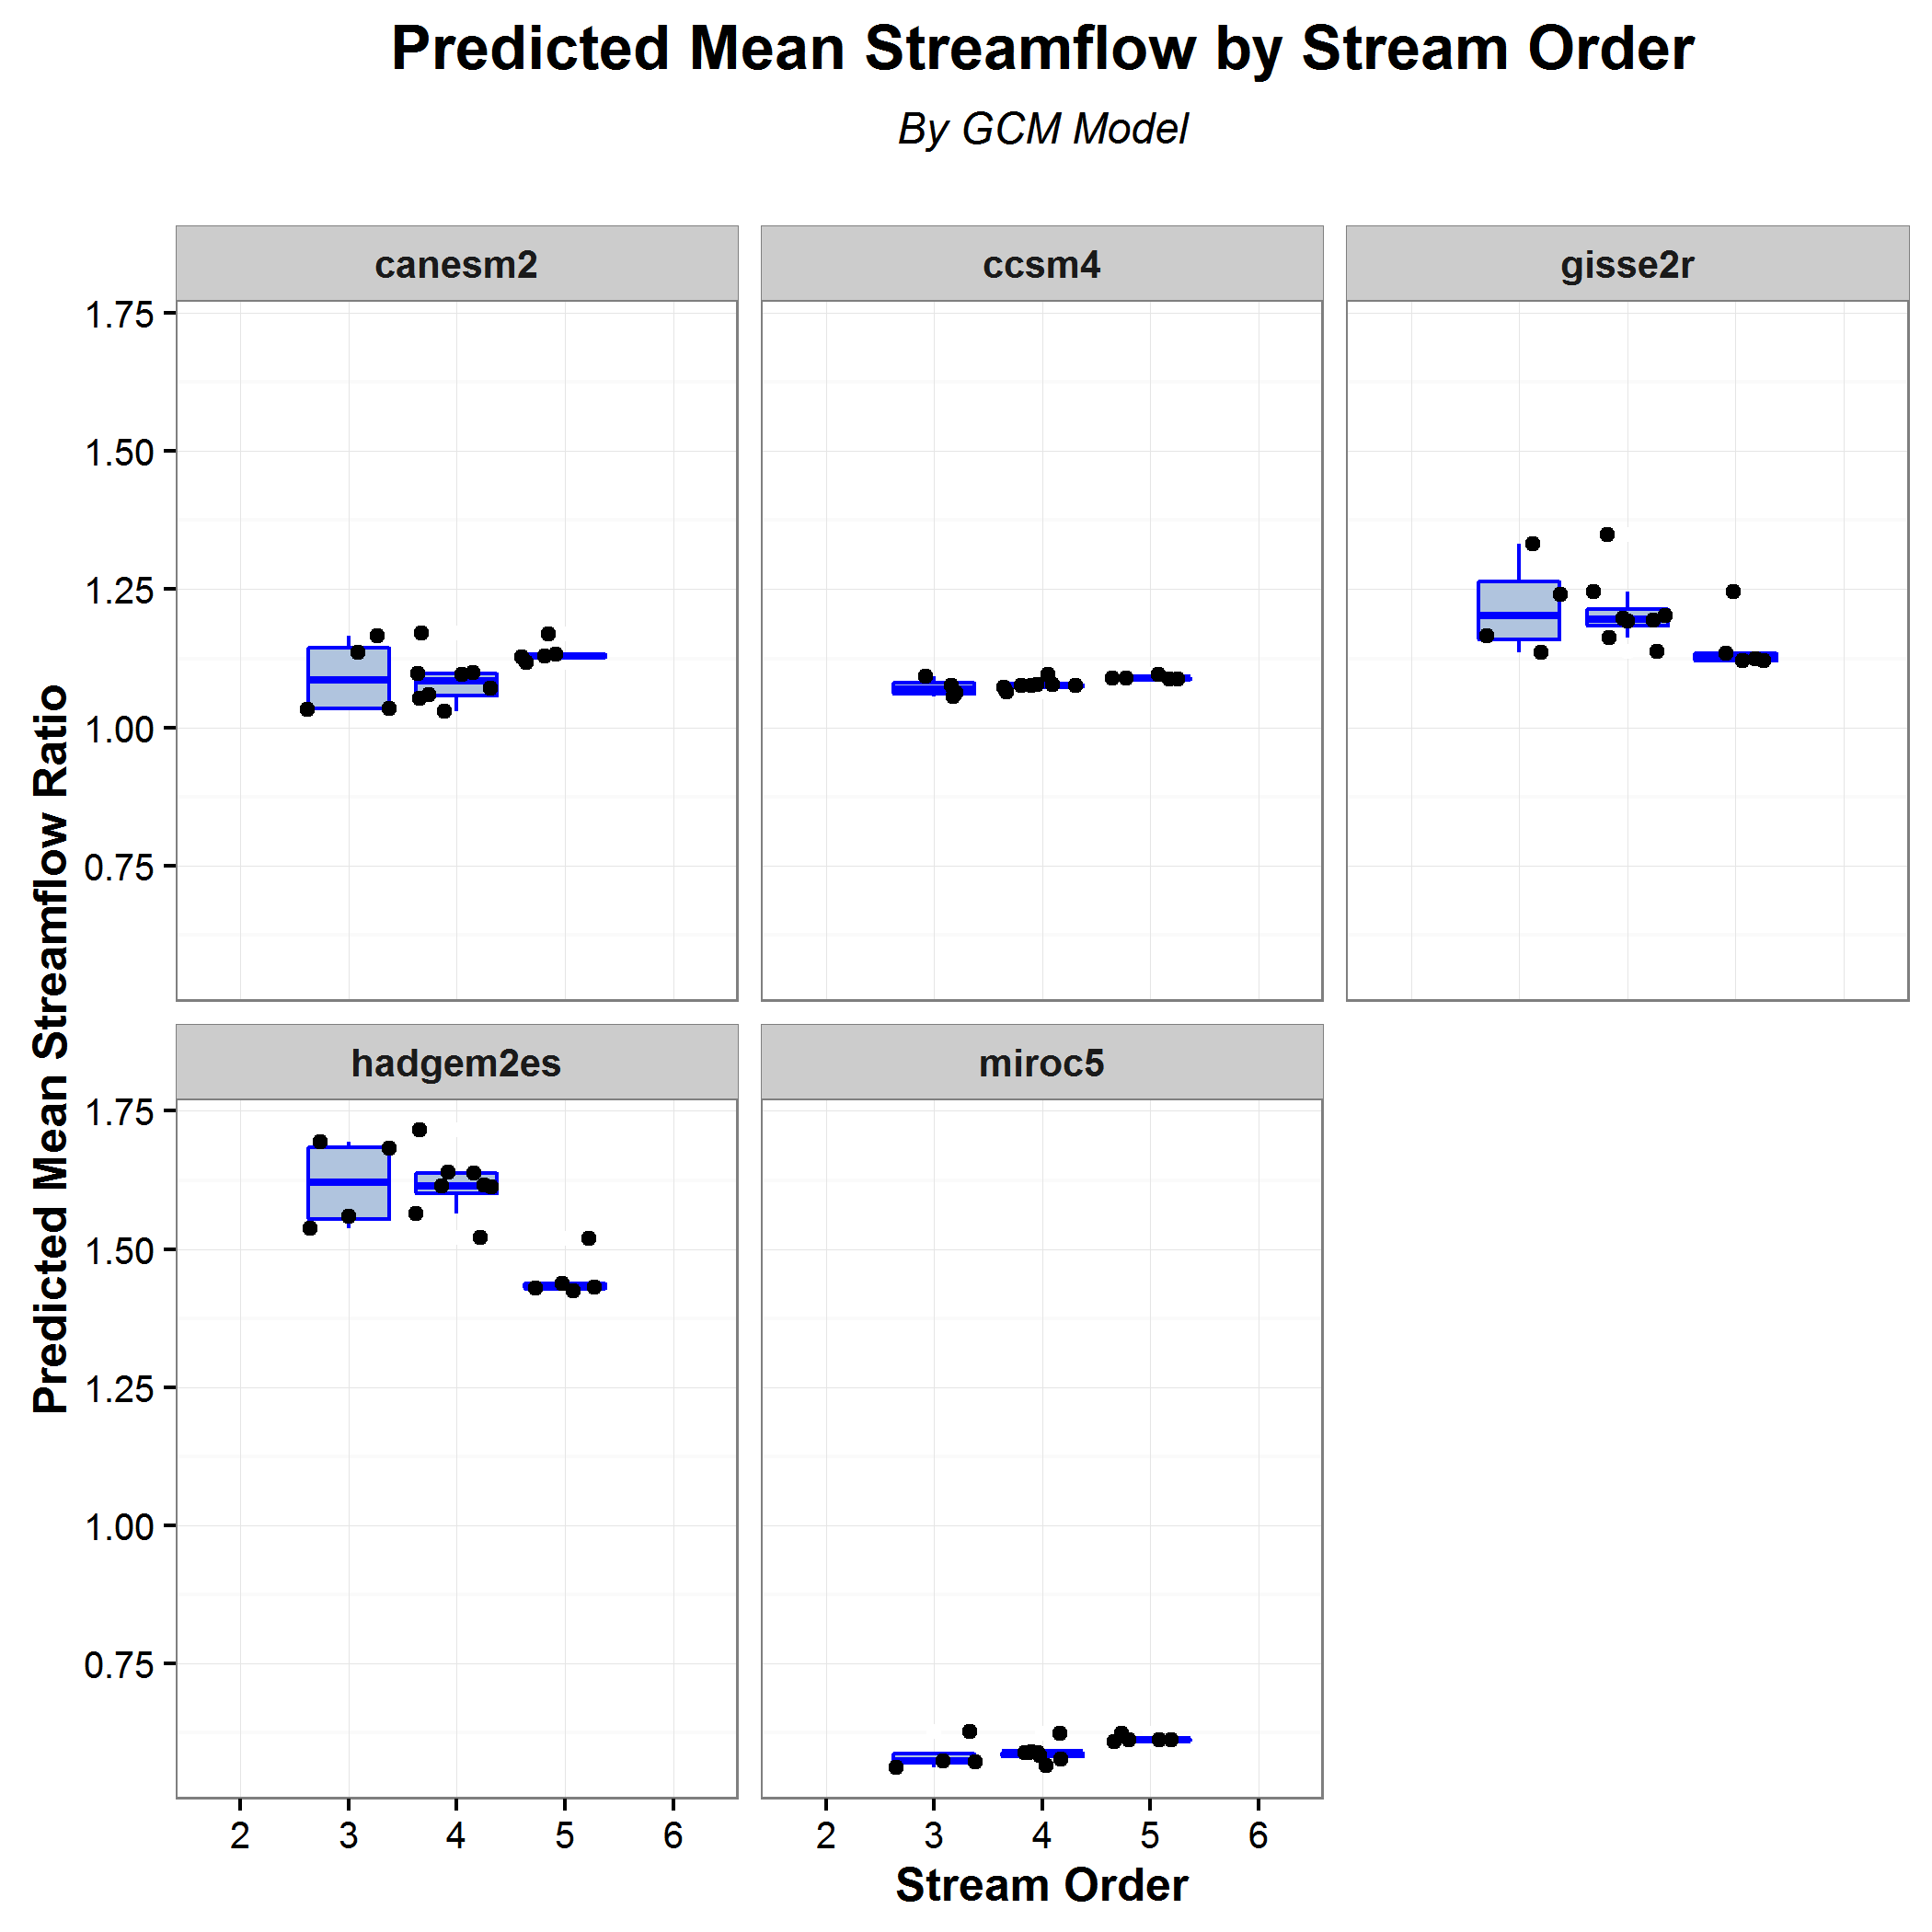 Predicted Mean Streamflow by Stream Order
By GCM Model
canesm2
ccsm4
gisse2r
1.75
1.50
1.25
1.00
0.75
Predicted Mean Streamflow Ratio
hadgem2es
miroc5
1.75
1.50
1.25
1.00
0.75
2 3 4 5 6
2 3 4 5 6
Stream Order